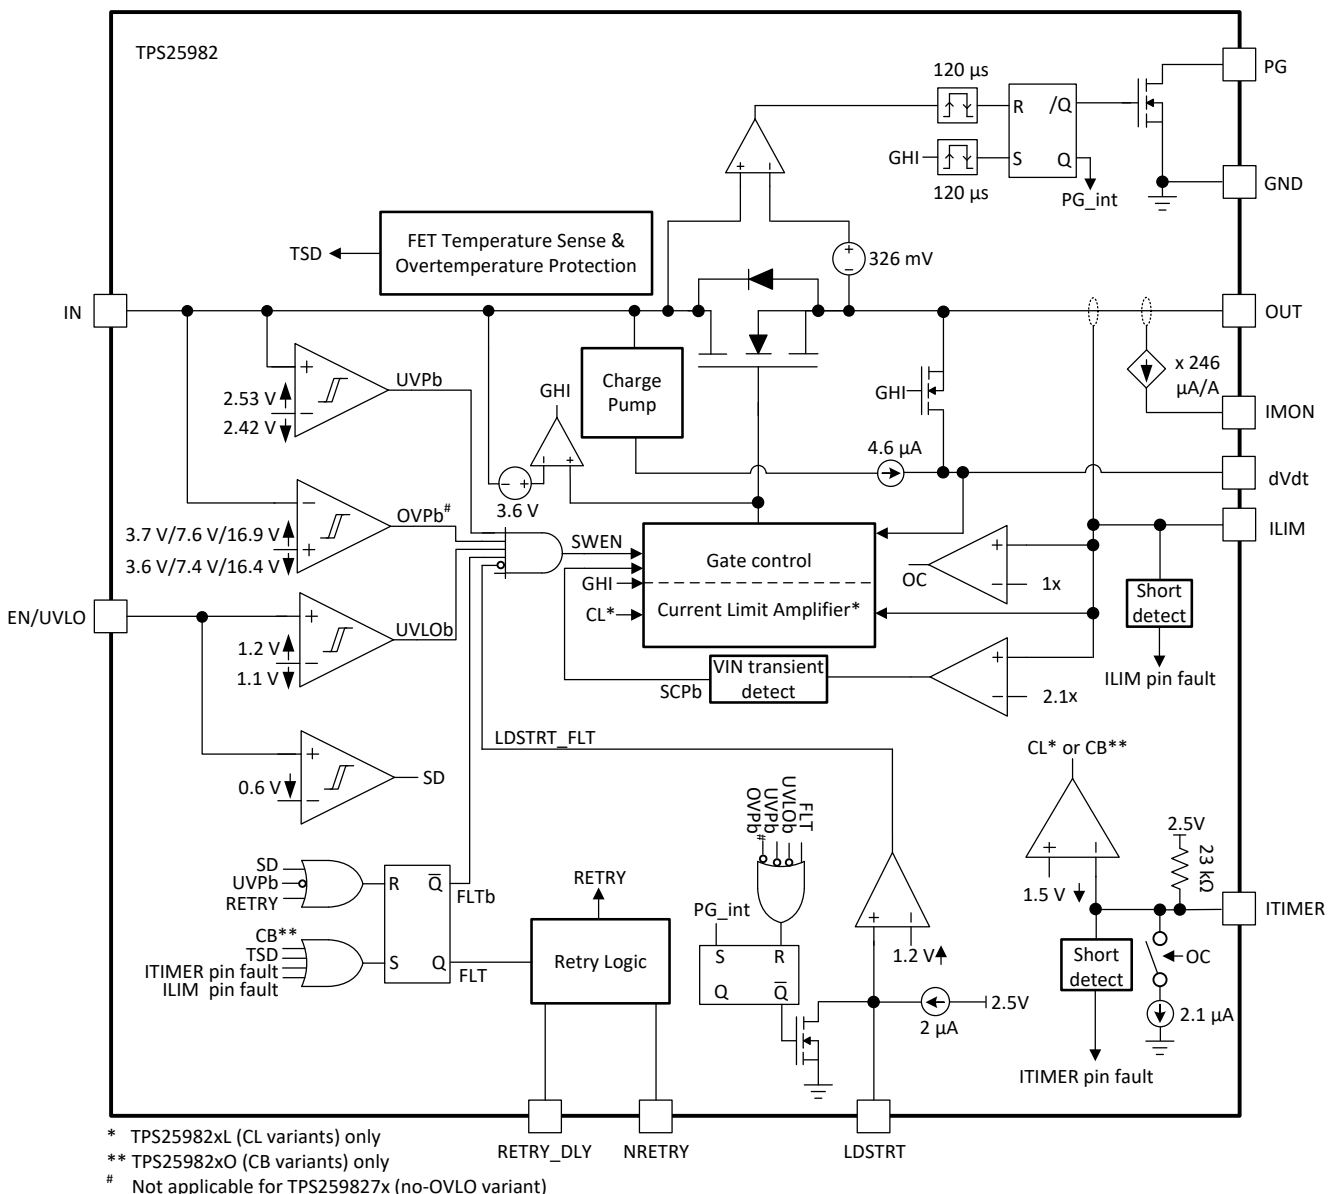 TPS25982
120 µs
PG
R
/Q
GHI
S
Q
120 µs
PG_int
GND
FET Temperature Sense &
Overtemperature Protection
TSD
+
−
+
−
326 mV
IN
OUT
+
−
UVPb
2.53 V
2.42 V
GHI
Charge
Pump
GHI
x 246
µA/A
IMON
4.6 µA
dVdt
−
+
− +
3.6 V
−
+
OVPb#
3.7 V/7.6 V/16.9 V
3.6 V/7.4 V/16.4 V
ILIM
SWEN
GHI
CL*
Gate control
Current Limit Amplifier*
OC
+
−
1x
Short
detect
ILIM pin fault
EN/UVLO
+
−
UVLOb
1.2 V
1.1 V
SCPb
VIN transient
detect
+
−
2.1x
LDSTRT_FLT
+
−
0.6 V
SD
CL* or CB**
OVPb#
UVPb
UVLOb
FLT
+
−
1.5 V
2.5V
23 kΩ
ITIMER
SD
UVPb
RETRY
R
Q̅
FLTb
CB**
TSD
ITIMER pin fault
ILIM pin fault
S
Q
FLT
RETRY
Retry Logic
PG_int
S
R
Q
Q̅
+
−
1.2 V
2.5V
2 µA
Short
detect
OC
2.1 µA
ITIMER pin fault
RETRY_DLY
NRETRY
LDSTRT
* TPS25982xL (CL variants) only
** TPS25982xO (CB variants) only
# Not applicable for TPS259827x (no-OVLO variant)